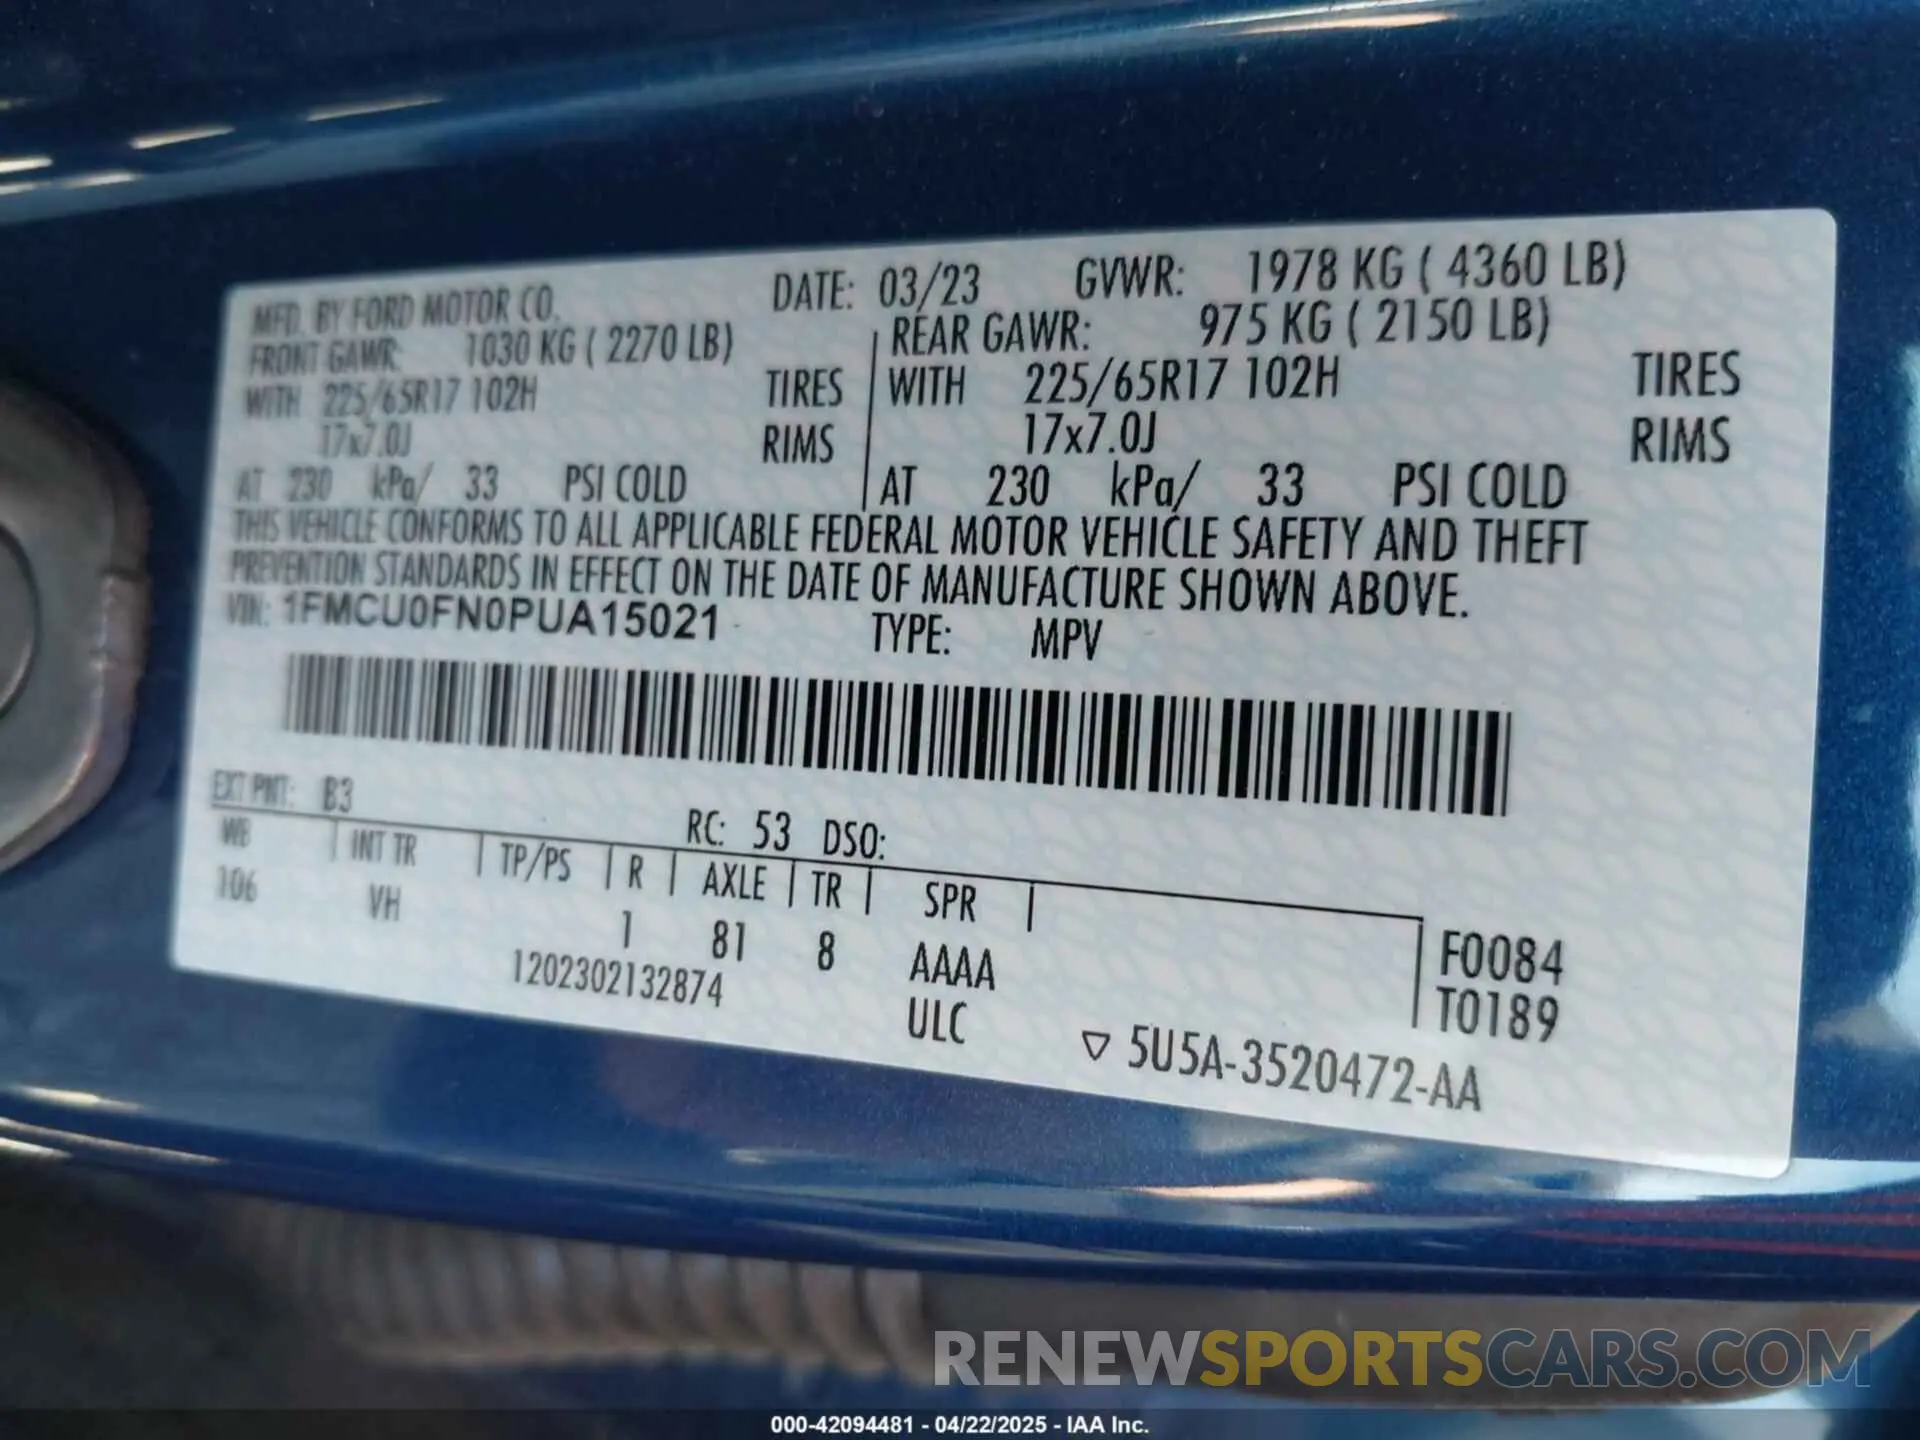 MFD. BY FORD MOTOR CO. DATE: 03/23 GVWR: 1978 KG ( 4360 LB)
FRONT GAWR: 1030 KG ( 2270 LB) REAR GAWR: 975 KG ( 2150 LB)
WITH 225/65R17 102H TIRES WITH 225/65R17 102H TIRES
17x7.0J RIMS 17x7.0J RIMS
AT 230 kPa/ 33 PSI COLD AT 230 kPa/ 33 PSI COLD
THIS VEHICLE CONFORMS TO ALL APPLICABLE FEDERAL MOTOR VEHICLE SAFETY AND THEFT
PREVENTION STANDARDS IN EFFECT ON THE DATE OF MANUFACTURE SHOWN ABOVE.
VIN: 1FMCU0FN0PUA15021 TYPE: MPV
EXT PNT: B3 RC: 53 DSO:
WB INT TR TP/PS R AXLE TR SPR
106 VH 1 81 8 AAAA F0084
1202302132874 ULC T0189
▽ 5U5A-3520472-AA
RENEWSPORTSCARS.COM
000-42094481 - 04/22/2025 - IAA Inc.